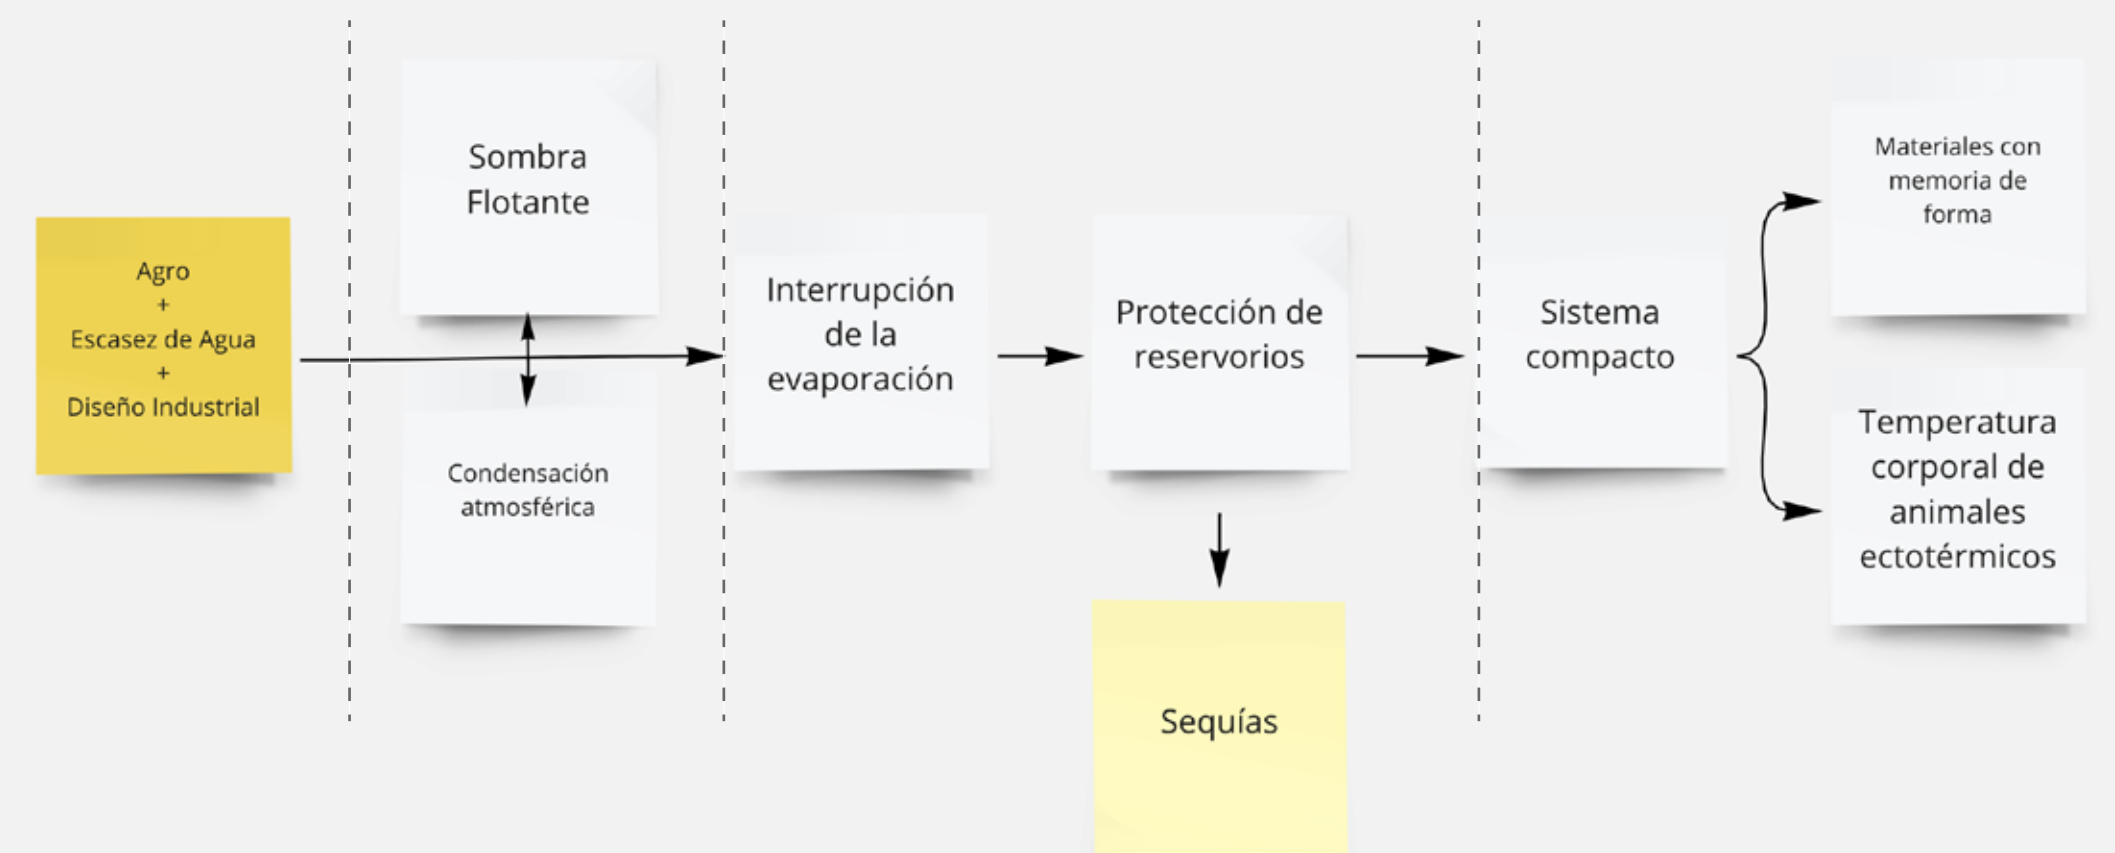 Agro
+
Escasez de Agua
+
Diseño Industrial
Sombra
Flotante
Condensación
atmosférica
Interrupción
de la
evaporación
Protección de
reservorios
Sequías
Sistema
compacto
Materiales con
memoria de
forma
Temperatura
corporal de
animales
ectotérmicos